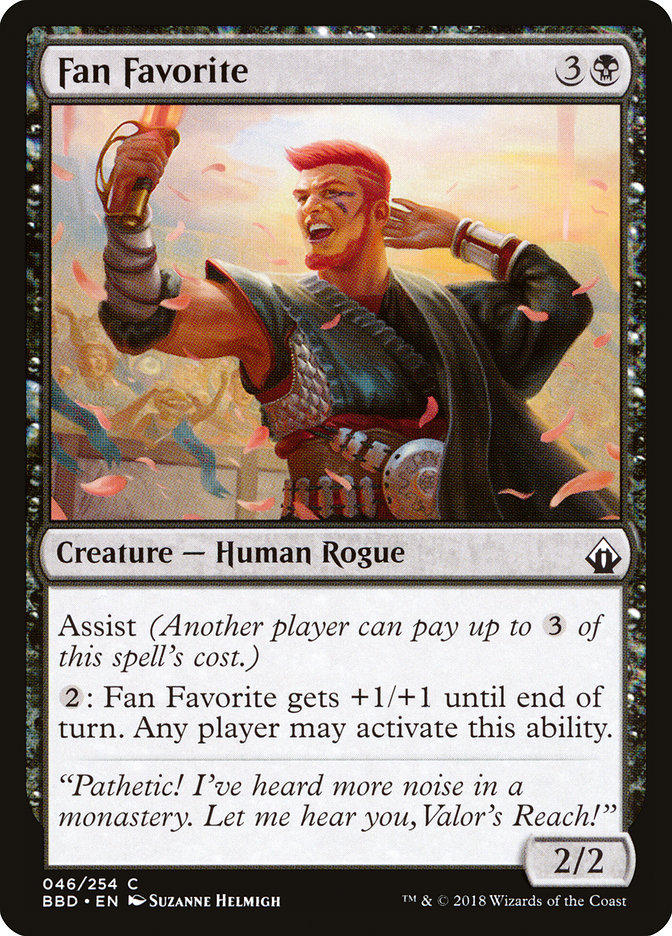 Fan Favorite 3
Creature — Human Rogue
Assist (Another player can pay up to 3 of
this spell's cost.)
2: Fan Favorite gets +1/+1 until end of
turn. Any player may activate this ability.
“Pathetic! I've heard more noise in a
monastery. Let me hear you, Valor's Reach!”
2/2
046/254 C
BBD • EN Suzanne Helmigh
™ & © 2018 Wizards of the Coast